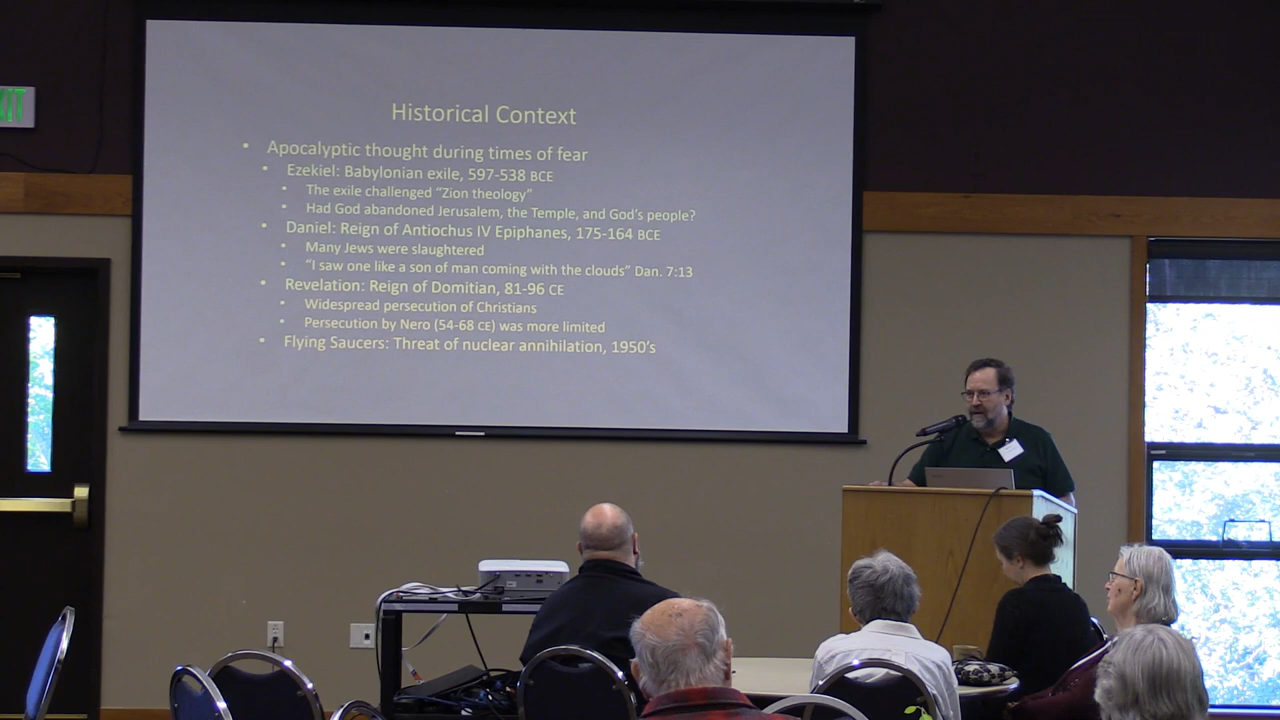 XIT
Historical Context
• Apocalyptic thought during times of fear
• Ezekiel: Babylonian exile, 597-538 BCE
• The exile challenged “Zion theology”
• Had God abandoned Jerusalem, the Temple, and God’s people?
• Daniel: Reign of Antiochus IV Epiphanes, 175-164 BCE
• Many Jews were slaughtered
• “I saw one like a son of man coming with the clouds” Dan. 7:13
• Revelation: Reign of Domitian, 81-96 CE
• Widespread persecution of Christians
• Persecution by Nero (54-68 CE) was more limited
• Flying Saucers: Threat of nuclear annihilation, 1950’s